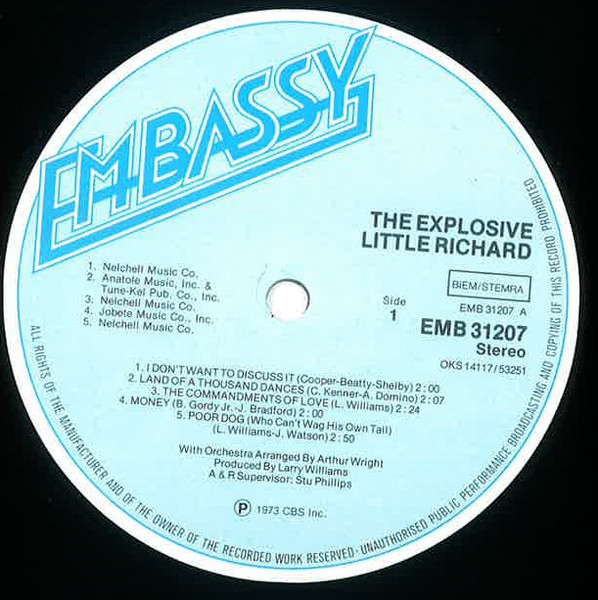 EMBASSY
THE EXPLOSIVE
LITTLE RICHARD
1. Nelchell Music Co.
2. Anatole Music, Inc. &
Tune-Kel Pub. Co., Inc.
3. Nelchell Music Co.
4. Jobete Music Co., Inc.
5. Nelchell Music Co.
BIEM/STEMRA
Side
1
EMB 31207 A
EMB 31207
Stereo
OKS 14117/53251
1. I DON'T WANT TO DISCUSS IT (Cooper-Beatty-Shelby) 2:00
2. LAND OF A THOUSAND DANCES (C. Kenner-A. Domino) 2:07
3. THE COMMANDMENTS OF LOVE (L. Williams) 2:24
4. MONEY (B. Gordy Jr.-J. Bradford) 2:00
5. POOR DOG (Who Can't Wag His Own Tail)
(L. Williams-J. Watson) 2:50
With Orchestra Arranged By Arthur Wright
Produced By Larry Williams
A & R Supervisor: Stu Phillips
℗ 1973 CBS Inc.
ALL RIGHTS OF THE MANUFACTURER AND OF THE OWNER OF THE RECORDED WORK RESERVED · UNAUTHORISED PUBLIC PERFORMANCE BROADCASTING AND COPYING OF THIS RECORD PROHIBITED